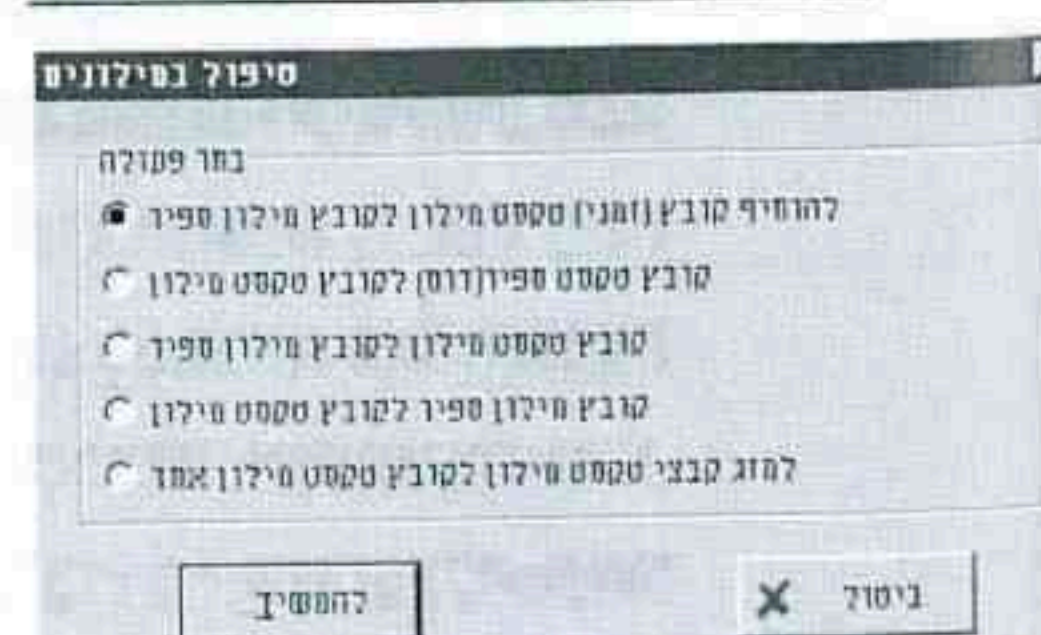 טיפול במילונים
בחר פעולה
להוסיף קובץ (זמני) טקסט מילון לקובץ מילון ספיר
קובץ טקסט ספיר(דוס) לקובץ טקסט מילון
קובץ טקסט מילון לקובץ מילון ספיר
קובץ מילון ספיר לקובץ טקסט מילון
למזג קבצי טקסט מילון לקובץ טקסט מילון אחד
ביטול
להמשיך